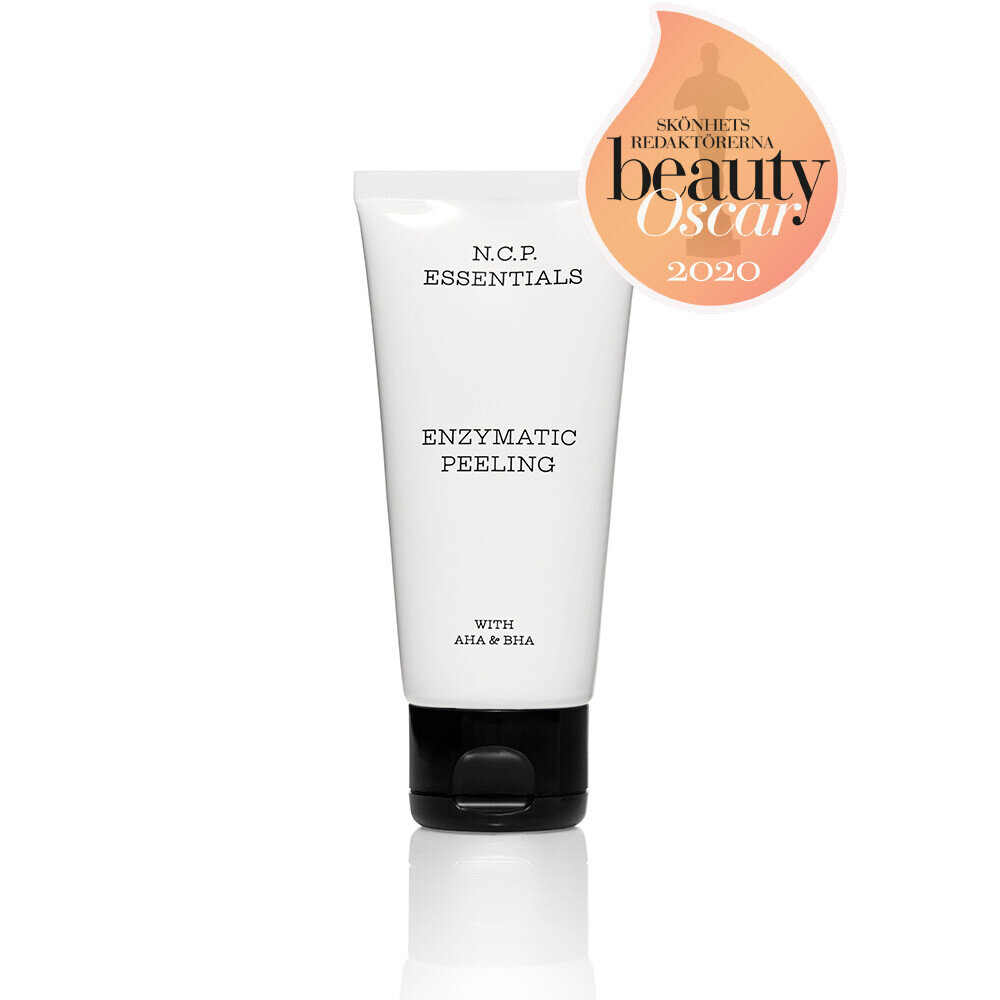 SKÖNHETS
REDAKTÖRERNA
beauty
Oscar
2020
N.C.P.
ESSENTIALS
ENZYMATIC
PEELING
WITH
AHA & BHA